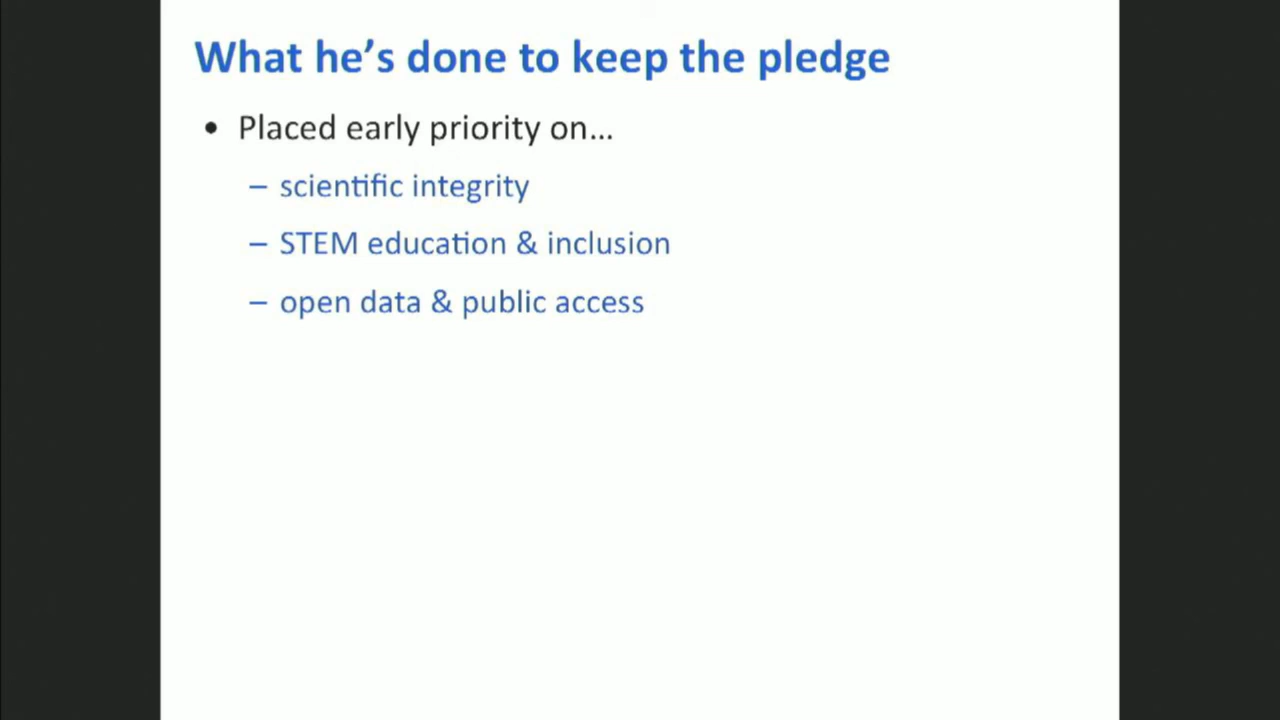 What he’s done to keep the pledge
• Placed early priority on…
– scientific integrity
– STEM education & inclusion
– open data & public access